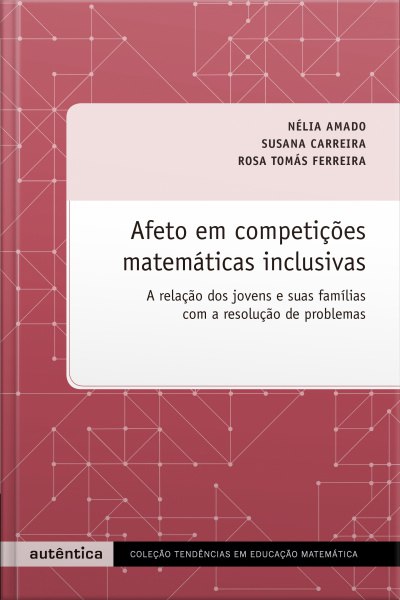 NÉLIA AMADO
SUSANA CARREIRA
ROSA TOMÁS FERREIRA
Afeto em competições
matemáticas inclusivas
A relação dos jovens e suas famílias
com a resolução de problemas
autêntica
COLEÇÃO TENDÊNCIAS EM EDUCAÇÃO MATEMÁTICA